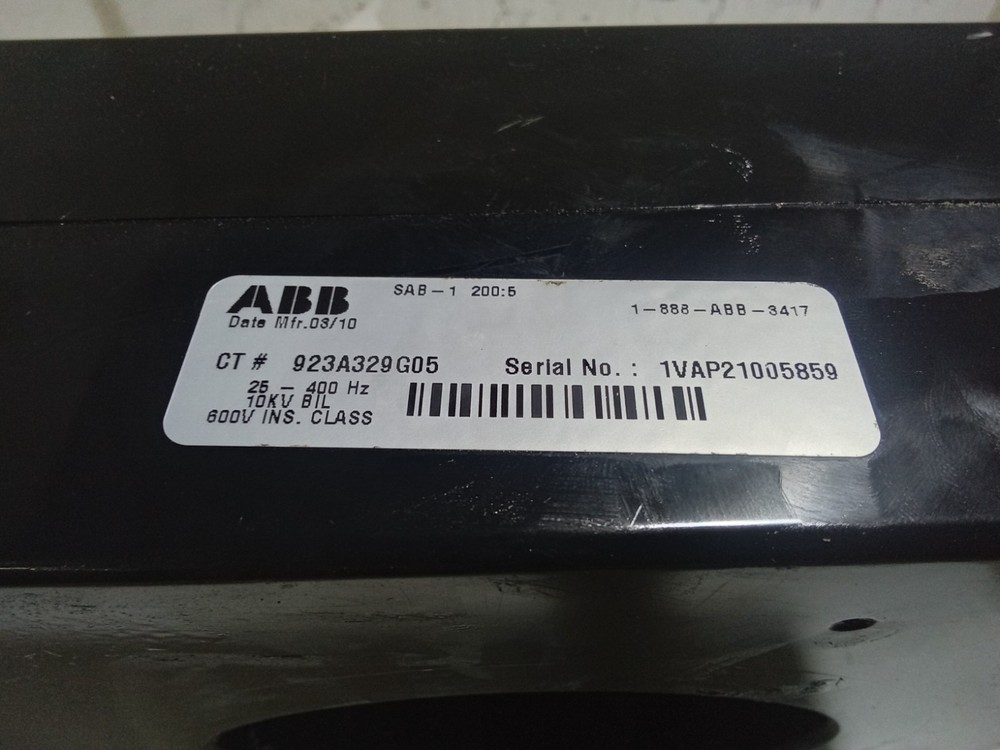 ABB SAB-1 200:5 1-888-ABB-3417
Date Mfr.03/10
CT # 923A329G05 Serial No. : 1VAP21005859
25 - 400 Hz
10KV BIL
600V INS. CLASS